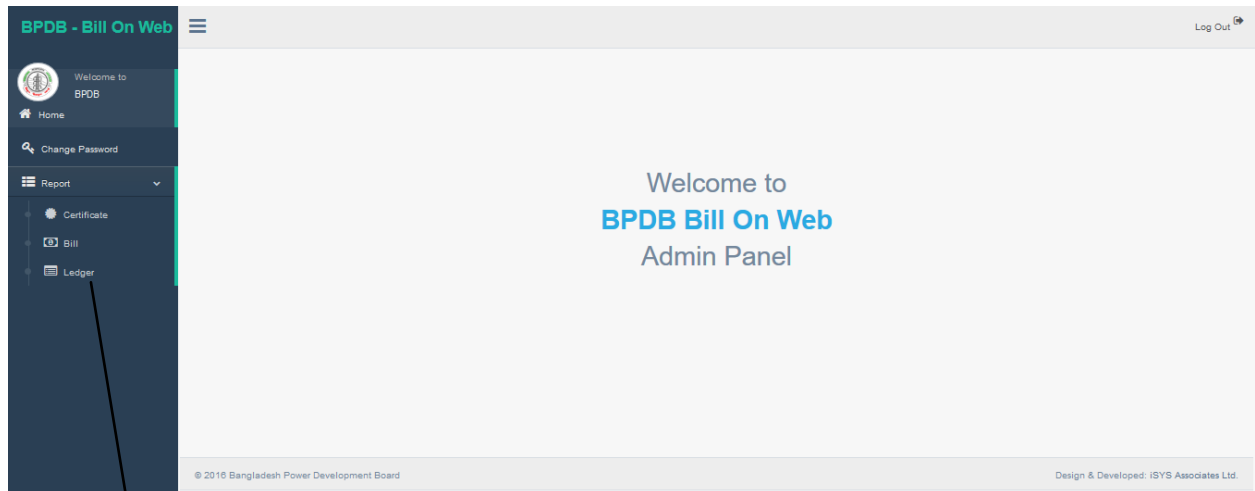 BPDB - Bill On Web
Log Out
Welcome to
BPDB
Home
Change Password
Report
Certificate
Bill
Ledger
Welcome to
BPDB Bill On Web
Admin Panel
© 2016 Bangladesh Power Development Board
Design & Developed: iSYS Associates Ltd.